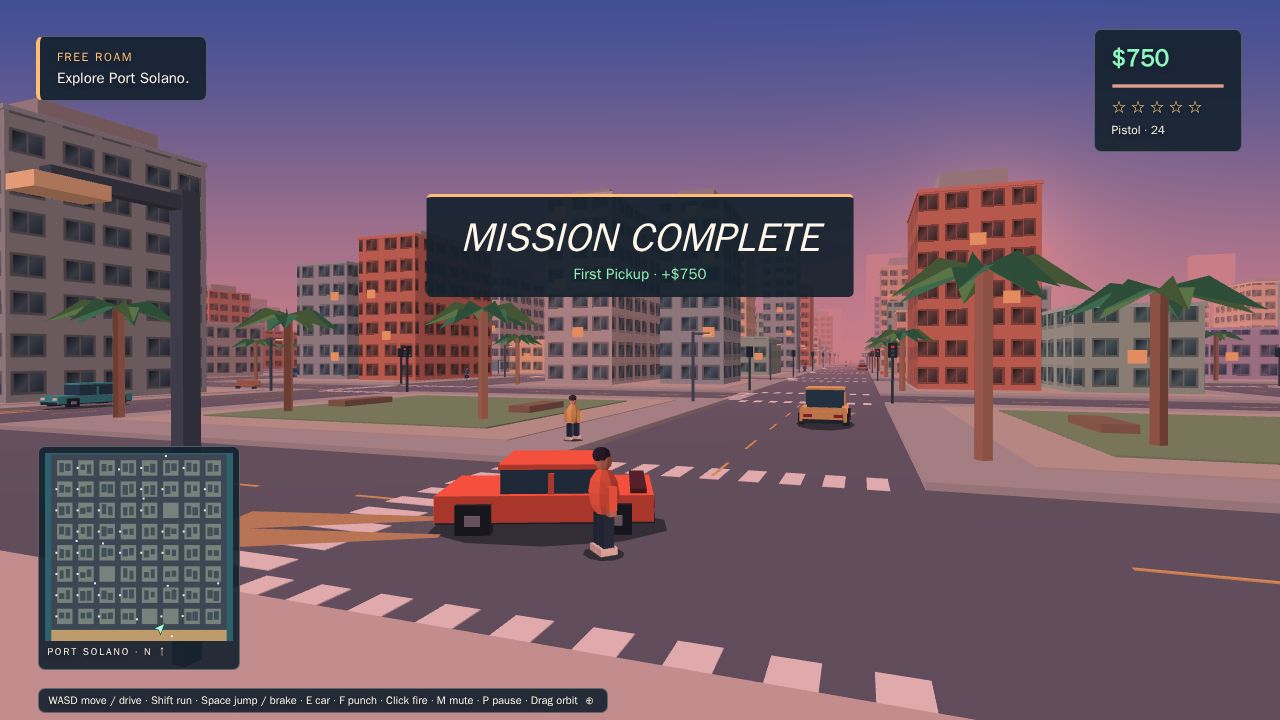 FREE ROAM
Explore Port Solano.
$750
☆ ☆ ☆ ☆ ☆
Pistol · 24
MISSION COMPLETE
First Pickup · +$750
PORT SOLANO · N ↑
WASD move / drive · Shift run · Space jump / brake · E car · F punch · Click fire · M mute · P pause · Drag orbit ⊕